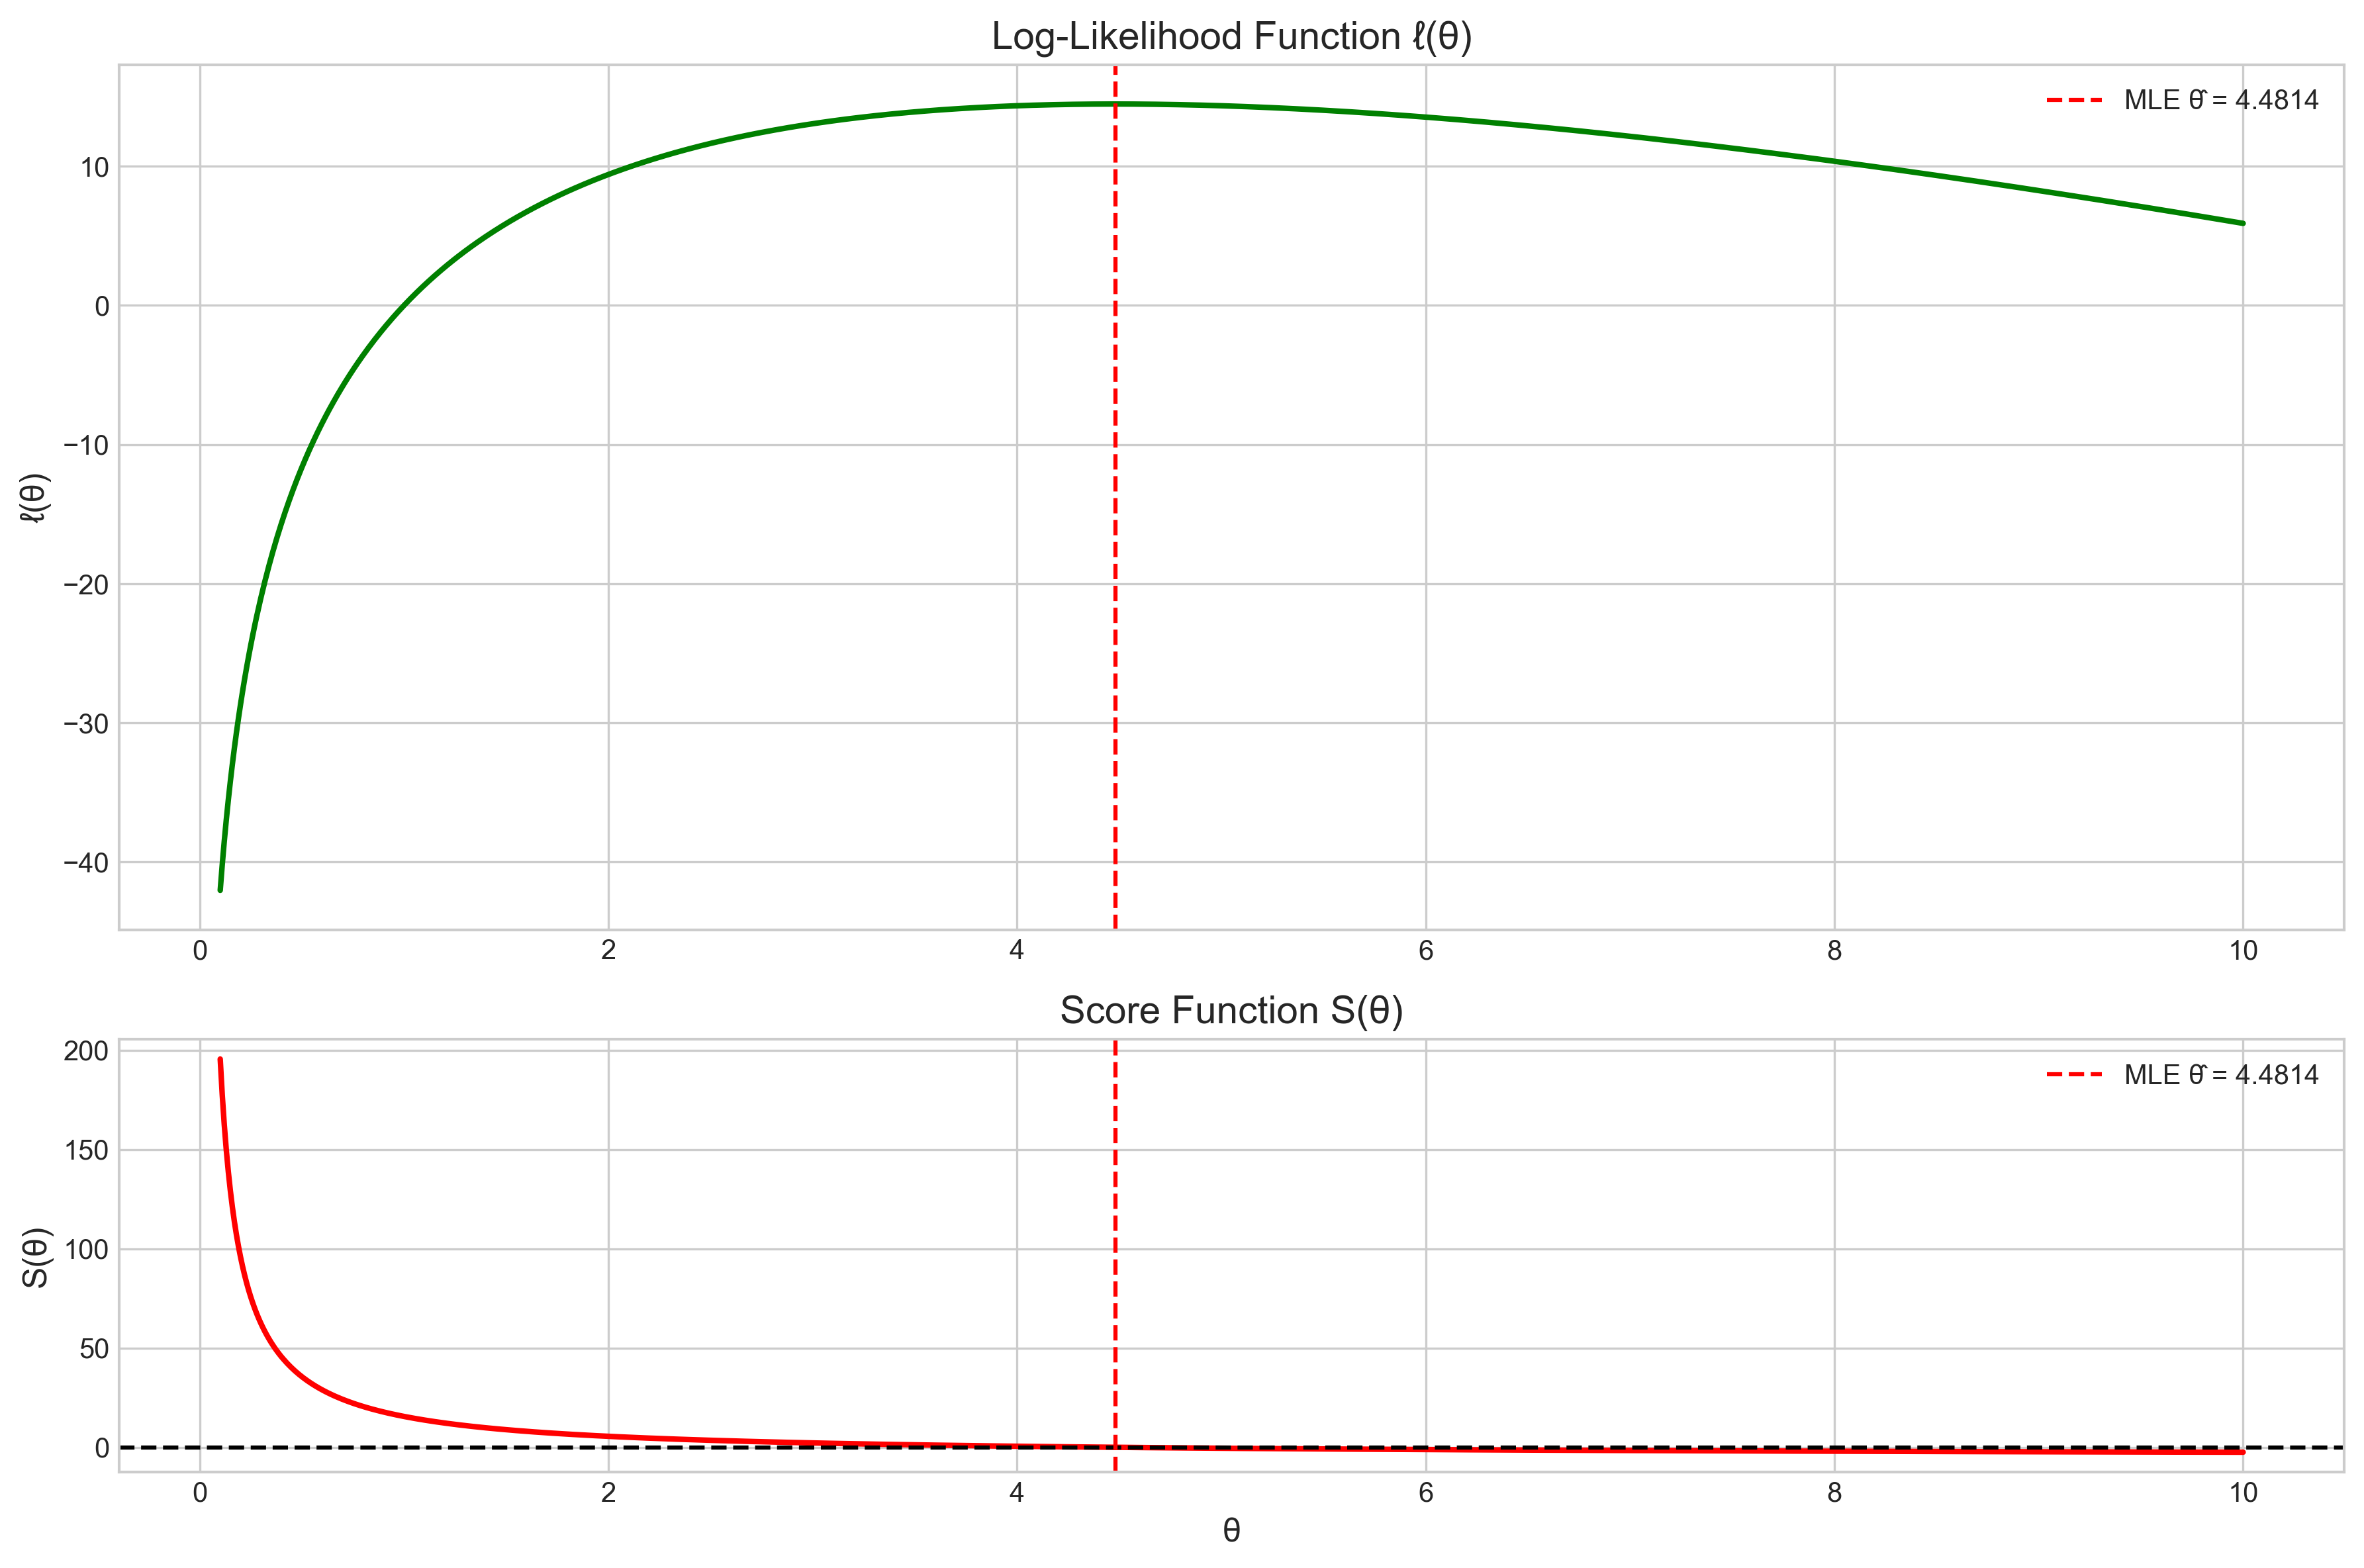 Log-Likelihood Function ℓ(θ)
MLE θ̂ = 4.4814
ℓ(θ)
10
0
−10
−20
−30
−40
0 2 4 6 8 10
Score Function S(θ)
MLE θ̂ = 4.4814
S(θ)
200
150
100
50
0
0 2 4 6 8 10
θ